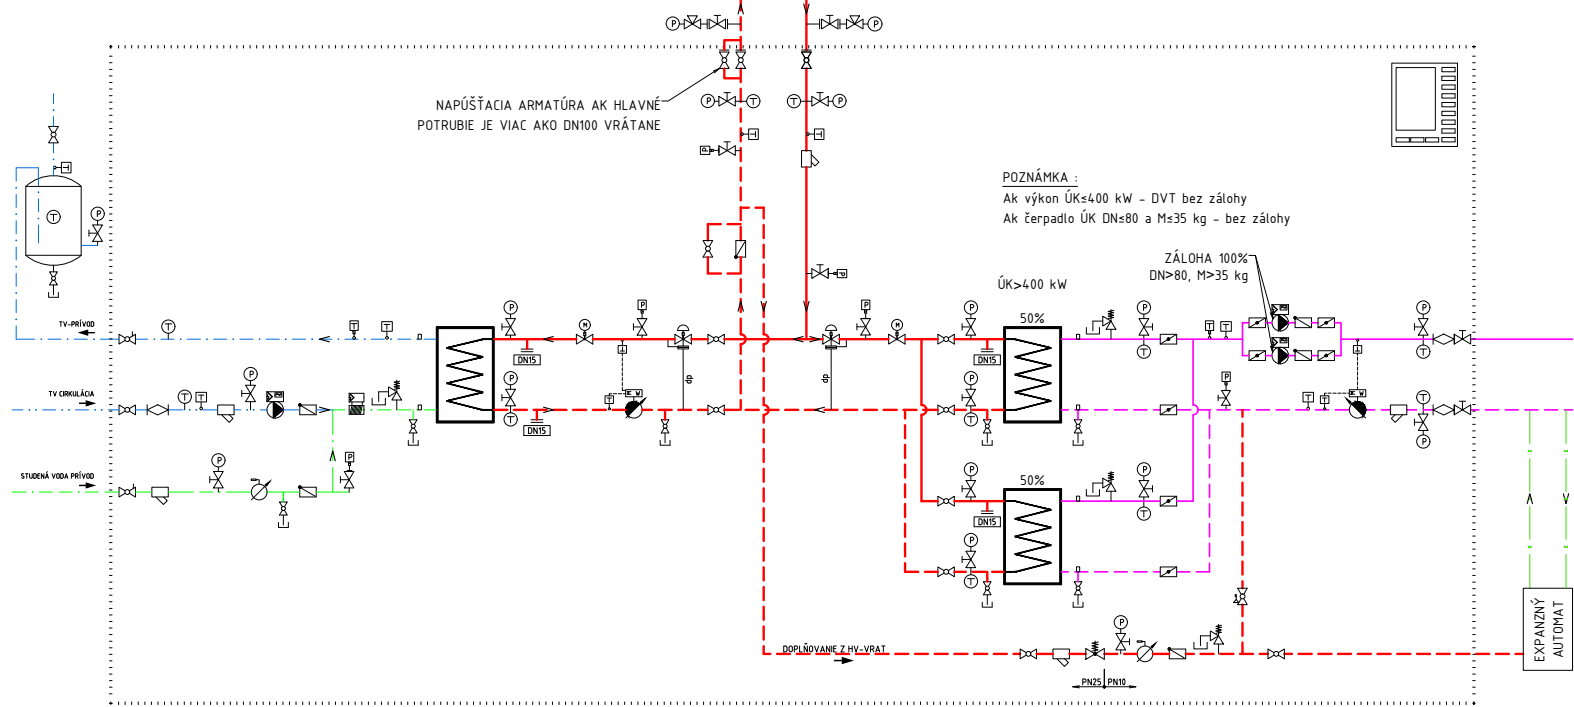 NAPÚŠŤACIA ARMATÚRA AK HLAVNÉ
POTRUBIE JE VIAC AKO DN100 VRÁTANE
POZNÁMKA :
Ak výkon ÚK≤400 kW - DVT bez zálohy
Ak čerpadlo ÚK DN≤80 a M≤35 kg - bez zálohy
ZÁLOHA 100%
DN>80, M>35 kg
ÚK>400 kW
50%
50%
TV-PRÍVOD
TV CIRKULÁCIA
STUDENÁ VODA PRÍVOD
DN15
DN15
DN15
DN15
dp
dp
DOPLŇOVANIE Z HV-VRAT
PN25
PN10
EXPANZNÝ
AUTOMAT
P
P
P
T
T
P
P
T
P
T
P
T
P
P
P
T
P
T
M
M
P
P
P
T
P
P
T
P
T
P
T
P
T
T
P
P